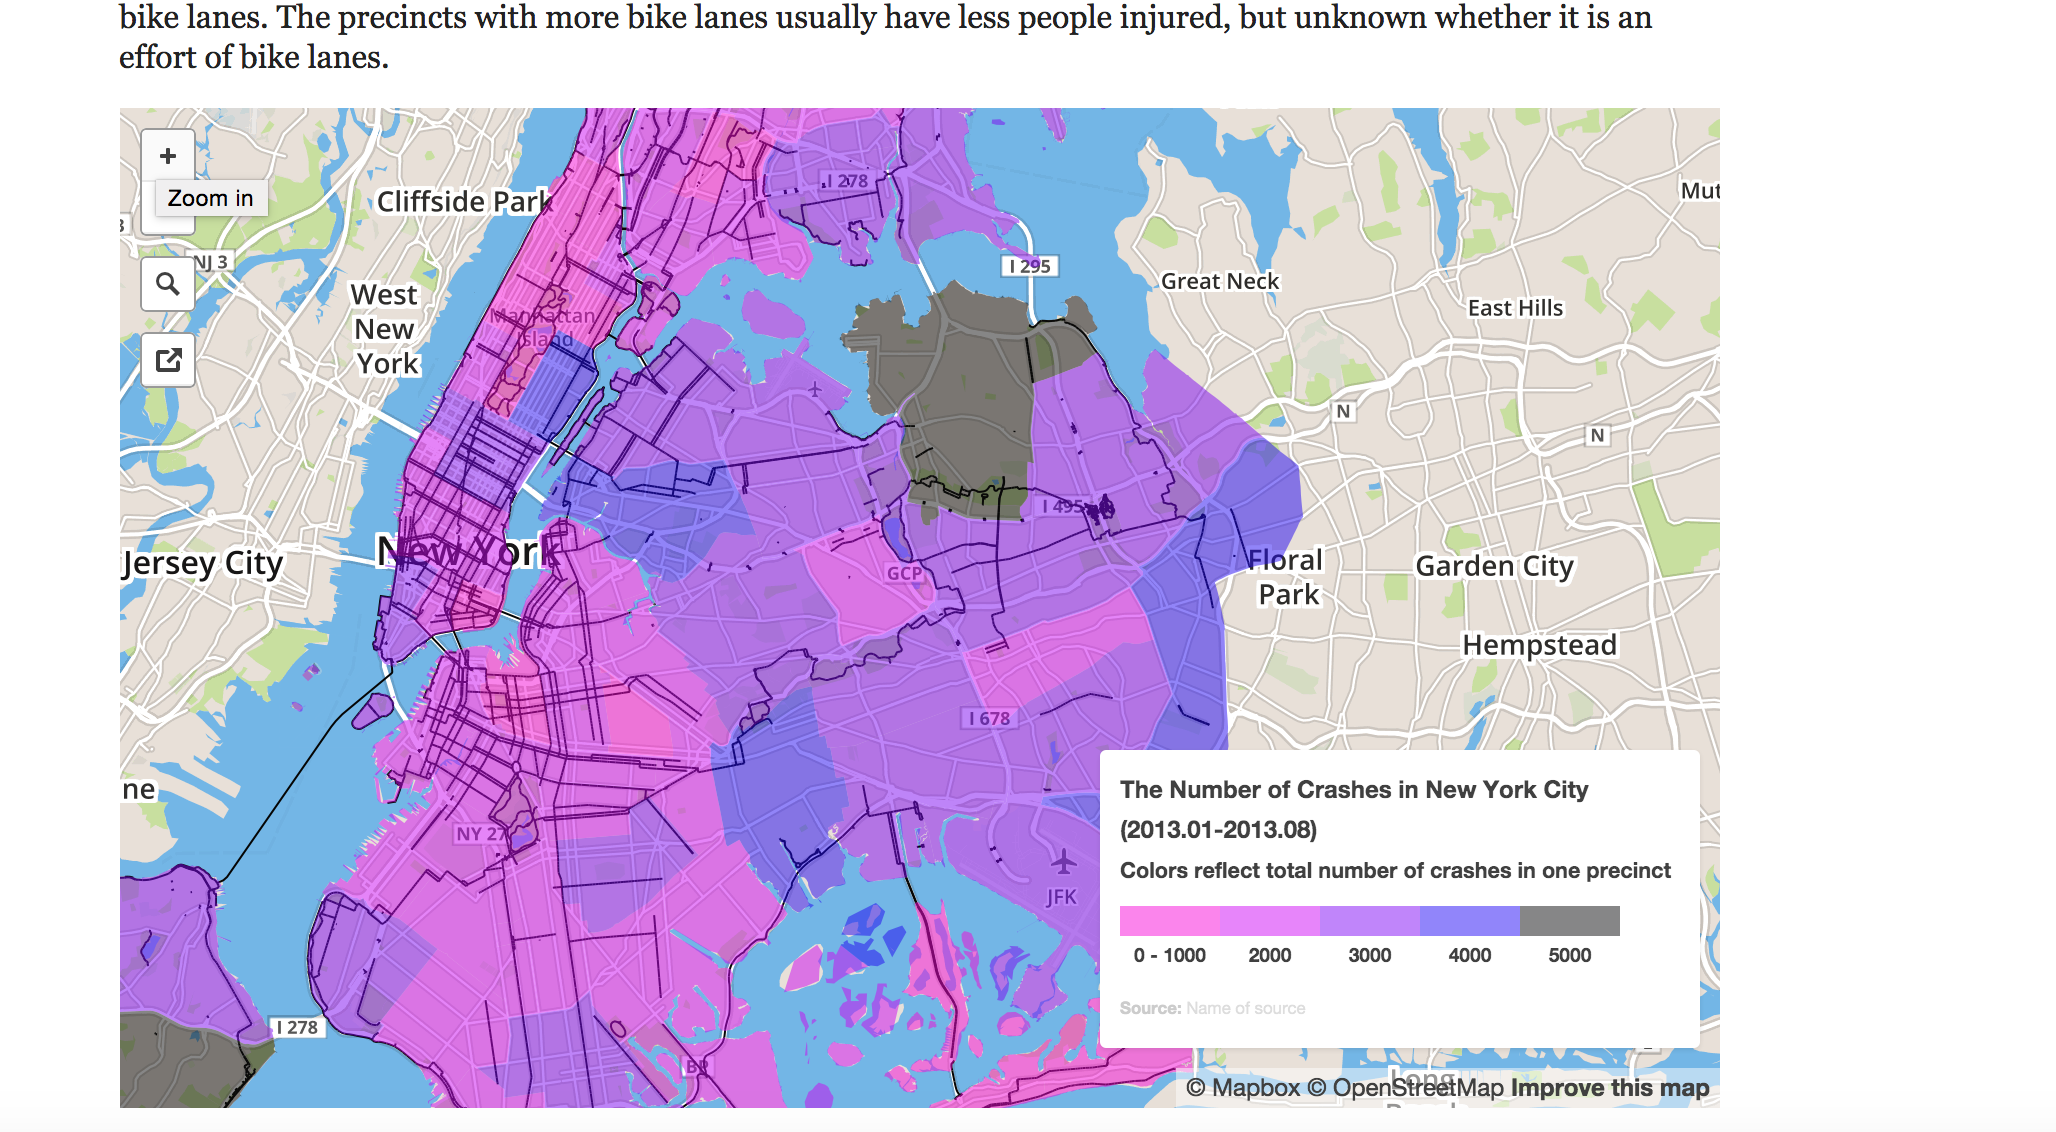 bike lanes. The precincts with more bike lanes usually have less people injured, but unknown whether it is an
effort of bike lanes.
+
Zoom in
Cliffside Park
I 278
Mut
3
NJ 3
I 295
Great Neck
West
New
York
East Hills
Manhattan
Island
N
N
I 495
New York
Jersey City
GCP
Floral
Park
Garden City
Hempstead
I 678
ne
NY 27
JFK
The Number of Crashes in New York City
(2013.01-2013.08)
Colors reflect total number of crashes in one precinct
0 - 1000 2000 3000 4000 5000
Source: Name of source
I 278
BP
Long
© Mapbox © OpenStreetMap Improve this map